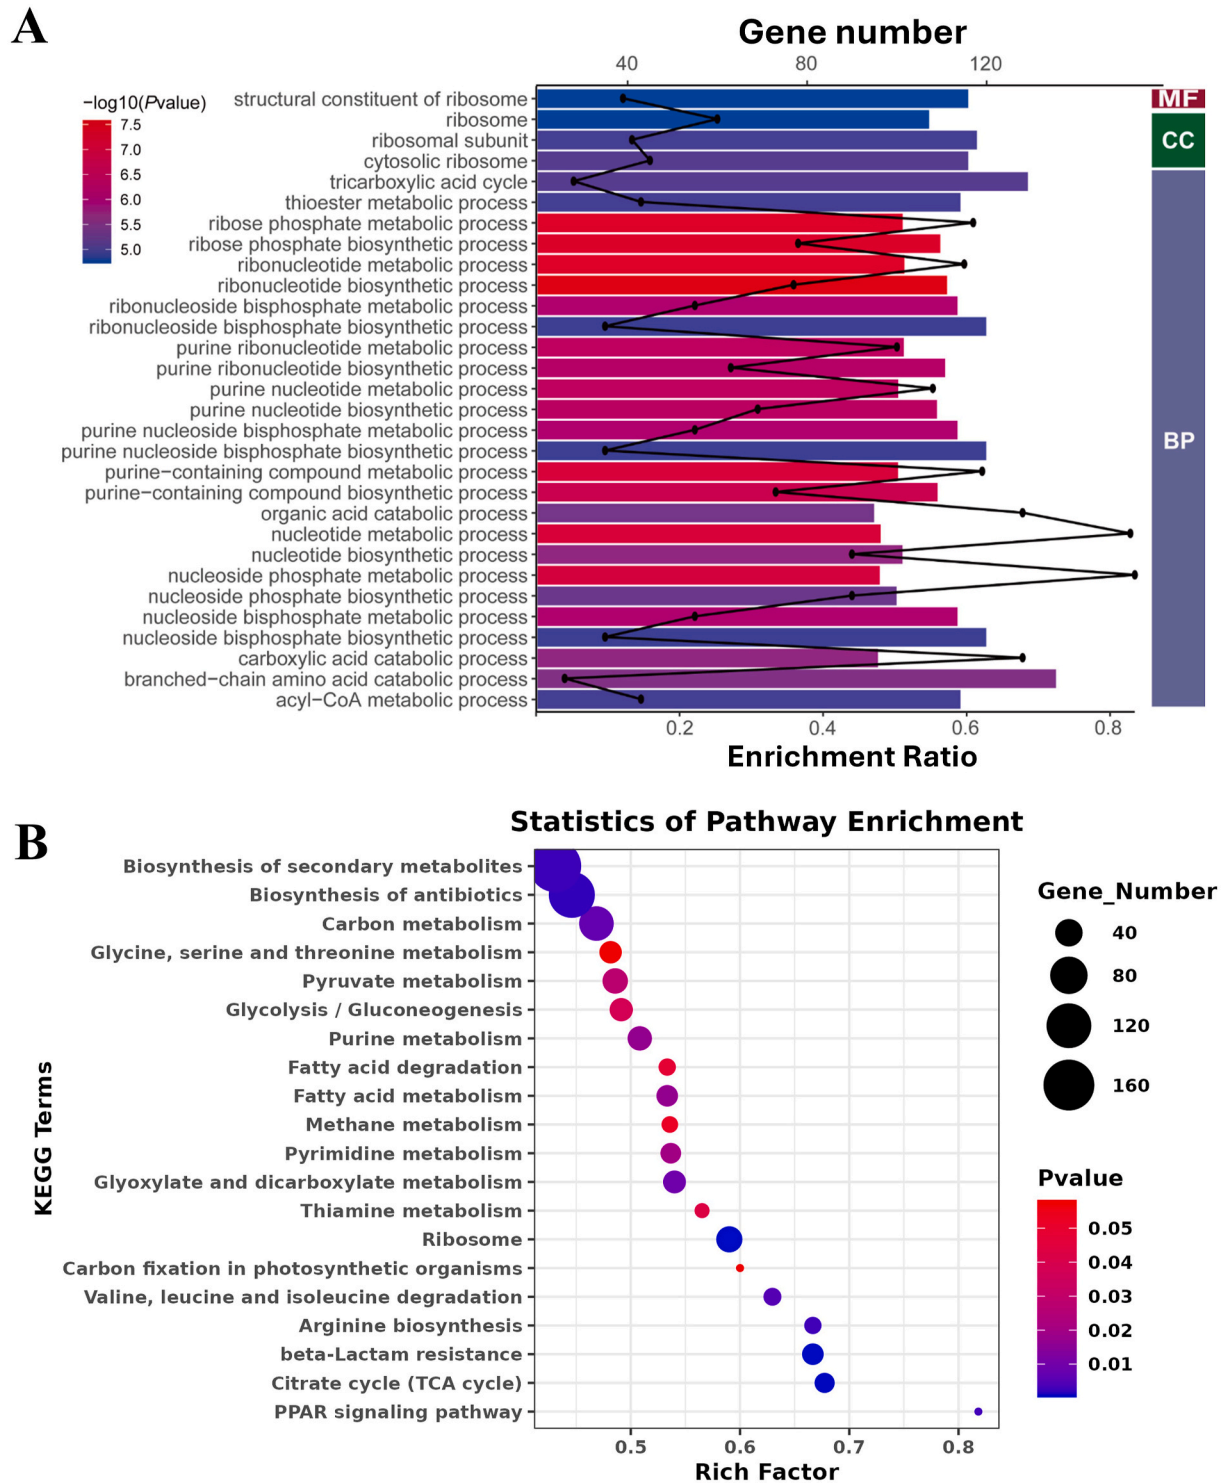 A
Gene number
40 80 120
−log10(Pvalue)
7.5
7.0
6.5
6.0
5.5
5.0
structural constituent of ribosome
ribosome
ribosomal subunit
cytosolic ribosome
tricarboxylic acid cycle
thioester metabolic process
ribose phosphate metabolic process
ribose phosphate biosynthetic process
ribonucleotide metabolic process
ribonucleotide biosynthetic process
ribonucleoside bisphosphate metabolic process
ribonucleoside bisphosphate biosynthetic process
purine ribonucleotide metabolic process
purine ribonucleotide biosynthetic process
purine nucleotide metabolic process
purine nucleotide biosynthetic process
purine nucleoside bisphosphate metabolic process
purine nucleoside bisphosphate biosynthetic process
purine−containing compound metabolic process
purine−containing compound biosynthetic process
organic acid catabolic process
nucleotide metabolic process
nucleotide biosynthetic process
nucleoside phosphate metabolic process
nucleoside phosphate biosynthetic process
nucleoside bisphosphate metabolic process
nucleoside bisphosphate biosynthetic process
carboxylic acid catabolic process
branched−chain amino acid catabolic process
acyl−CoA metabolic process
MF
CC
BP
0.2 0.4 0.6 0.8
Enrichment Ratio
B
Statistics of Pathway Enrichment
KEGG Terms
Biosynthesis of secondary metabolites
Biosynthesis of antibiotics
Carbon metabolism
Glycine, serine and threonine metabolism
Pyruvate metabolism
Glycolysis / Gluconeogenesis
Purine metabolism
Fatty acid degradation
Fatty acid metabolism
Methane metabolism
Pyrimidine metabolism
Glyoxylate and dicarboxylate metabolism
Thiamine metabolism
Ribosome
Carbon fixation in photosynthetic organisms
Valine, leucine and isoleucine degradation
Arginine biosynthesis
beta-Lactam resistance
Citrate cycle (TCA cycle)
PPAR signaling pathway
0.5 0.6 0.7 0.8
Rich Factor
Gene_Number
40
80
120
160
Pvalue
0.05
0.04
0.03
0.02
0.01